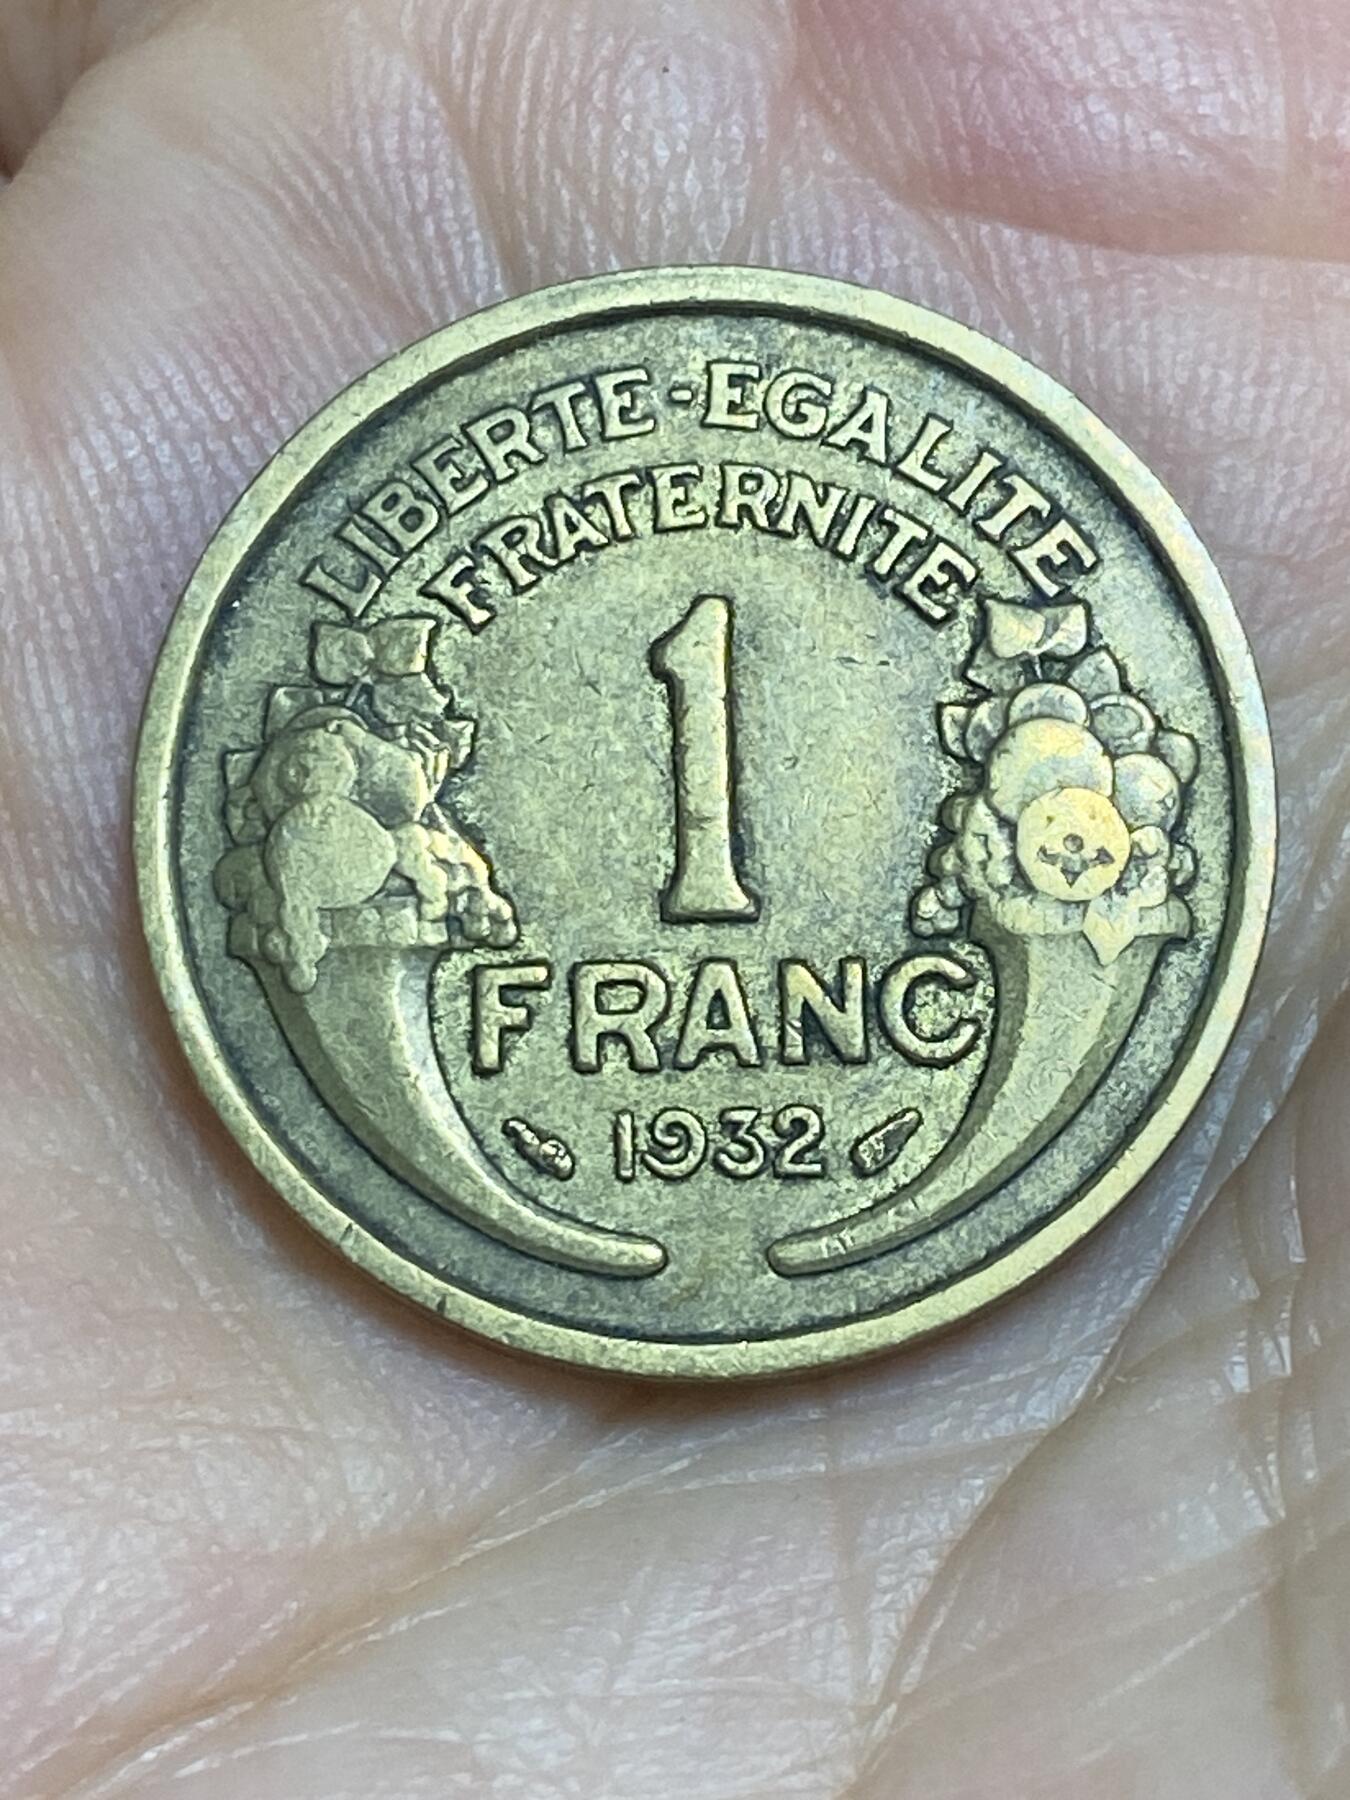 LIBERTE-EGALITE
FRATERNITE
1
FRANC
1932